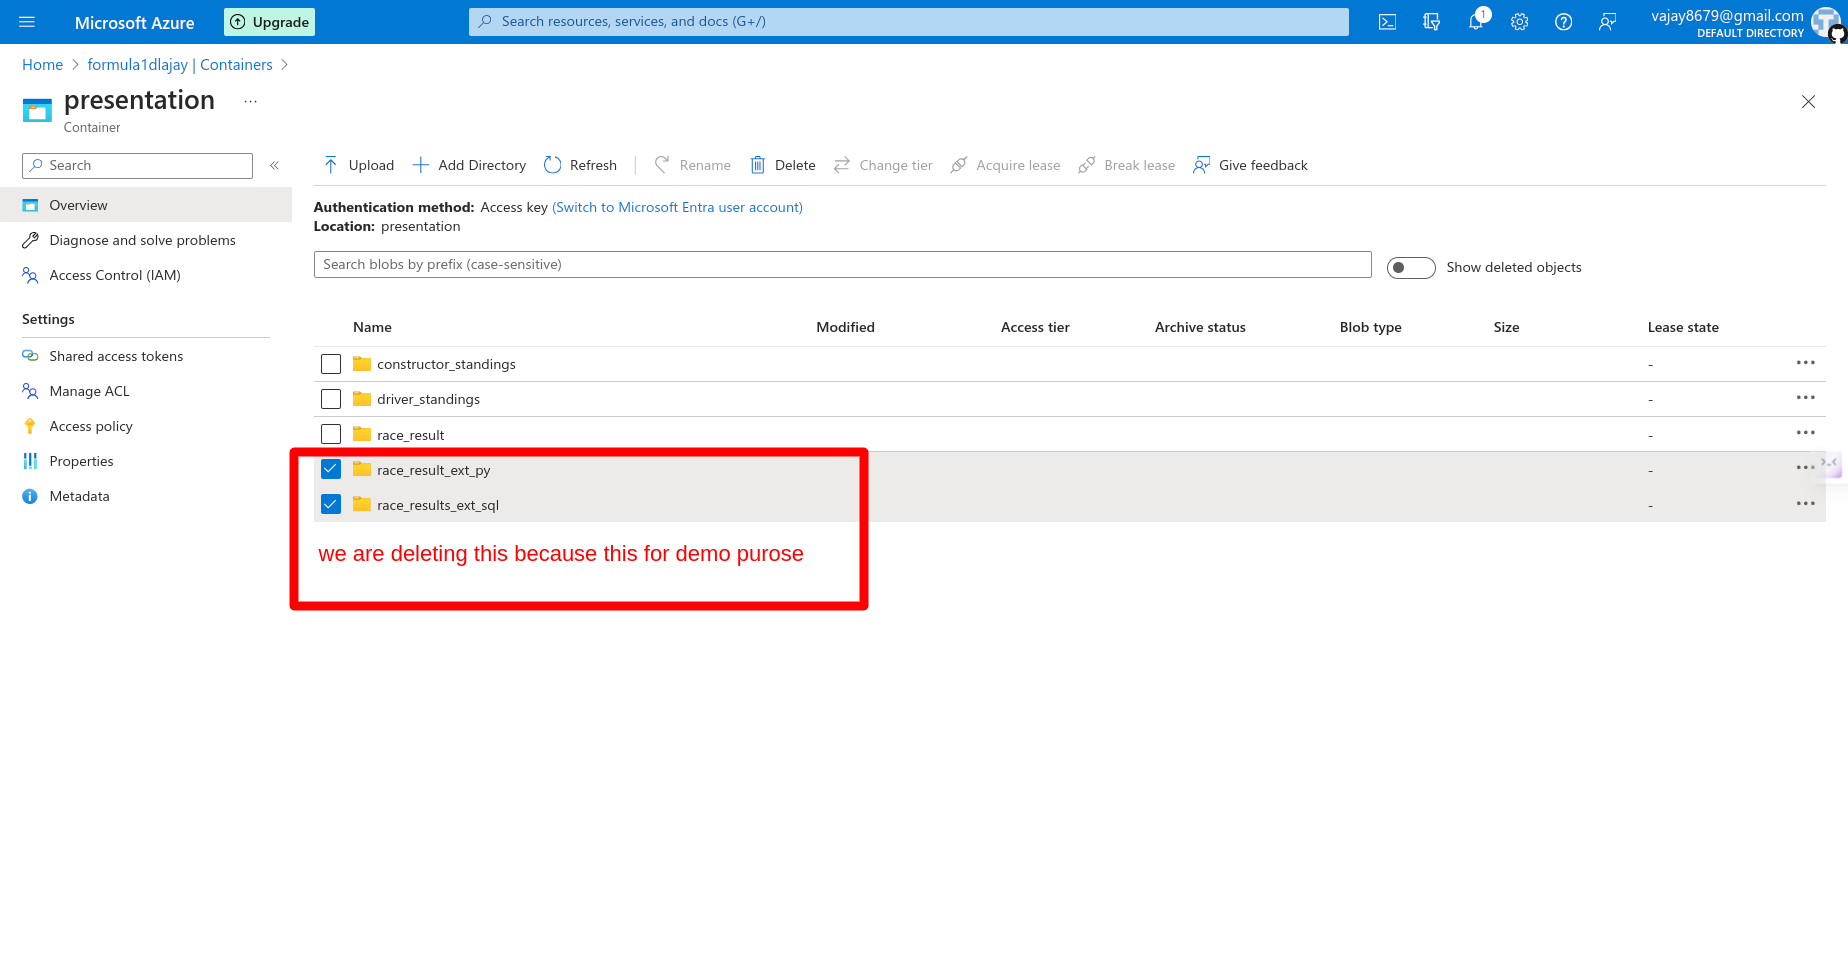 Microsoft Azure
Upgrade
Search resources, services, and docs (G+/)
1
vajay8679@gmail.com
DEFAULT DIRECTORY
Home > formula1dlajay | Containers >
presentation ...
Container
Search
«
Upload
Add Directory
Refresh
Rename
Delete
Change tier
Acquire lease
Break lease
Give feedback
Overview
Diagnose and solve problems
Access Control (IAM)
Settings
Shared access tokens
Manage ACL
Access policy
Properties
Metadata
Authentication method: Access key (Switch to Microsoft Entra user account)
Location: presentation
Search blobs by prefix (case-sensitive)
Show deleted objects
Name Modified Access tier Archive status Blob type Size Lease state
constructor_standings - ...
driver_standings - ...
race_result - ...
race_result_ext_py - ...
race_results_ext_sql - ...
we are deleting this because this for demo purose